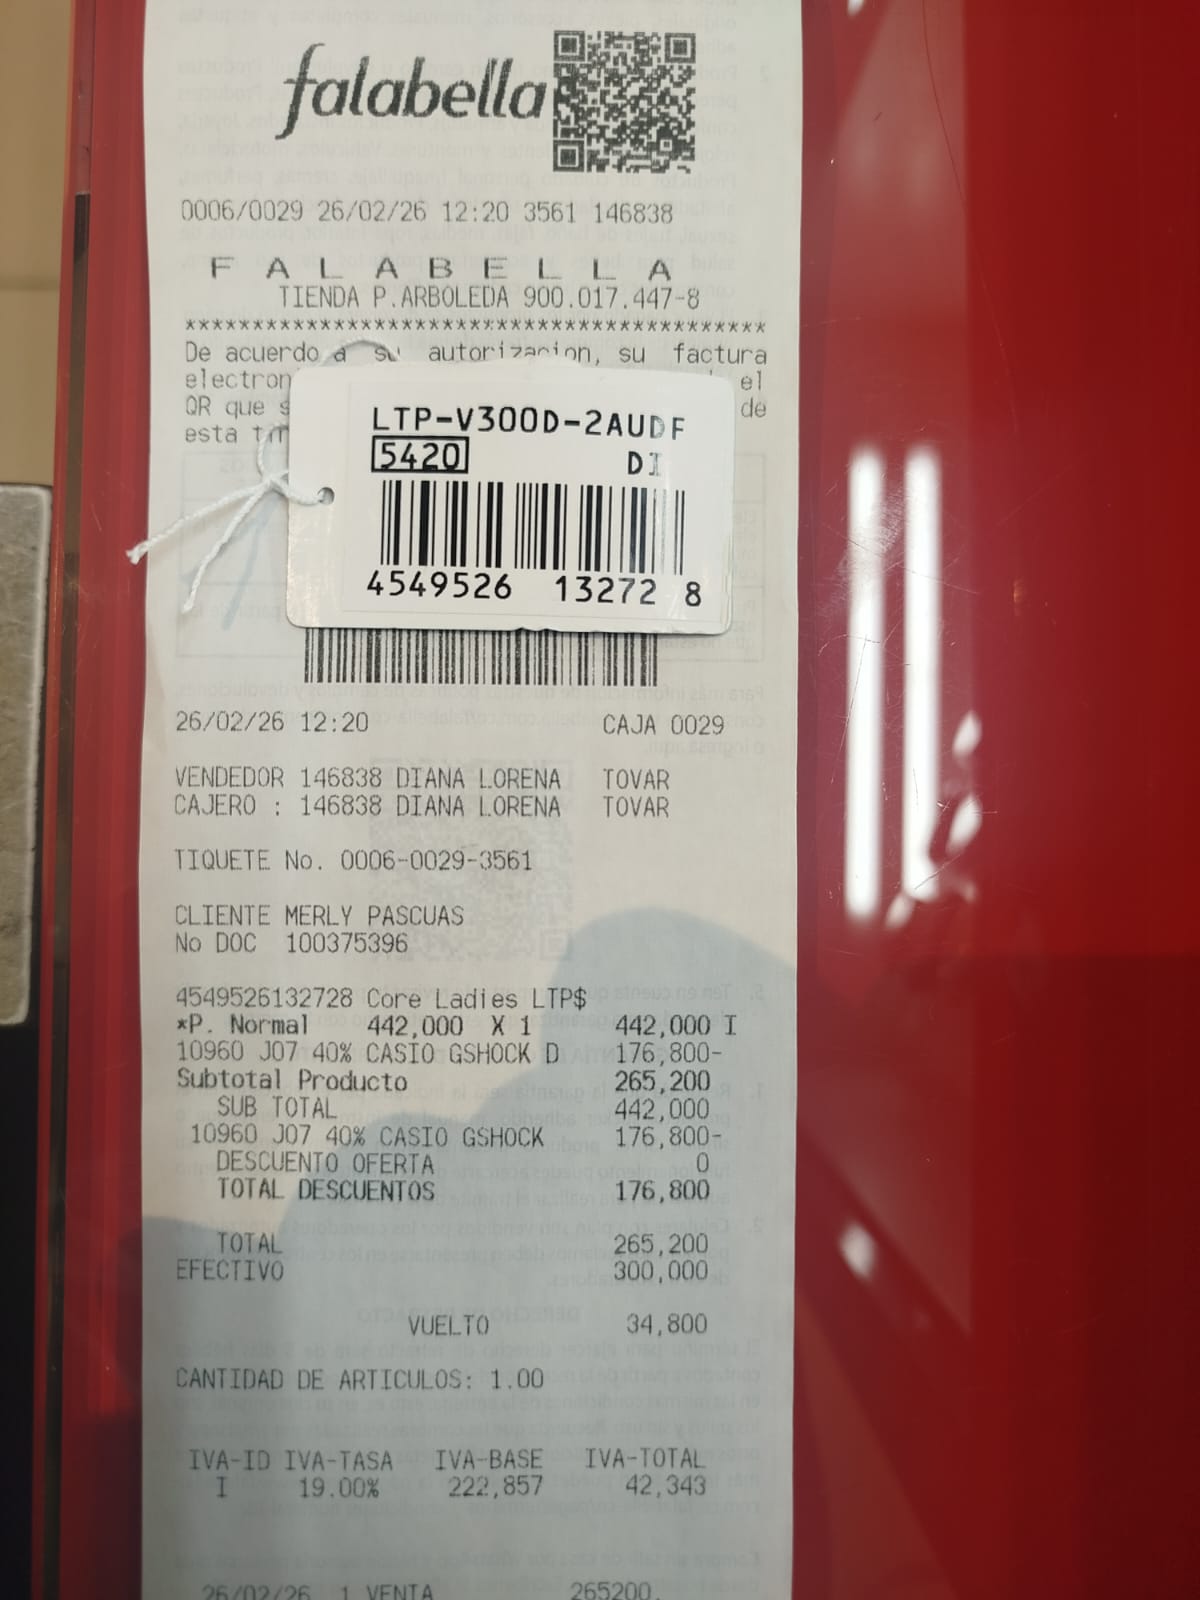 falabella
0006/0029 26/02/26 12:20 3561 146838
F A L A B E L L A
TIENDA P.ARBOLEDA 900.017.447-8
******************************************
De acuerdo a su autorizacion, su factura
el
QR que de
esta
LTP-V300D-2AUDF
5420 DI
4549526 13272 8
26/02/26 12:20 CAJA 0029
VENDEDOR 146838 DIANA LORENA TOVAR
CAJERO : 146838 DIANA LORENA TOVAR
TIQUETE No. 0006-0029-3561
CLIENTE MERLY PASCUAS
No DOC 100375396
4549526132728 Core Ladies LTP$
*P. Normal 442,000 X 1 442,000 I
10960 J07 40% CASIO GSHOCK D 176,800-
Subtotal Producto 265,200
SUB TOTAL 442,000
10960 J07 40% CASIO GSHOCK 176,800-
DESCUENTO OFERTA 0
TOTAL DESCUENTOS 176,800
TOTAL 265,200
EFECTIVO 300,000
VUELTO 34,800
CANTIDAD DE ARTICULOS: 1.00
IVA-ID IVA-TASA IVA-BASE IVA-TOTAL
I 19.00% 222,857 42,343
26/02/26 1 VENTA 265200.